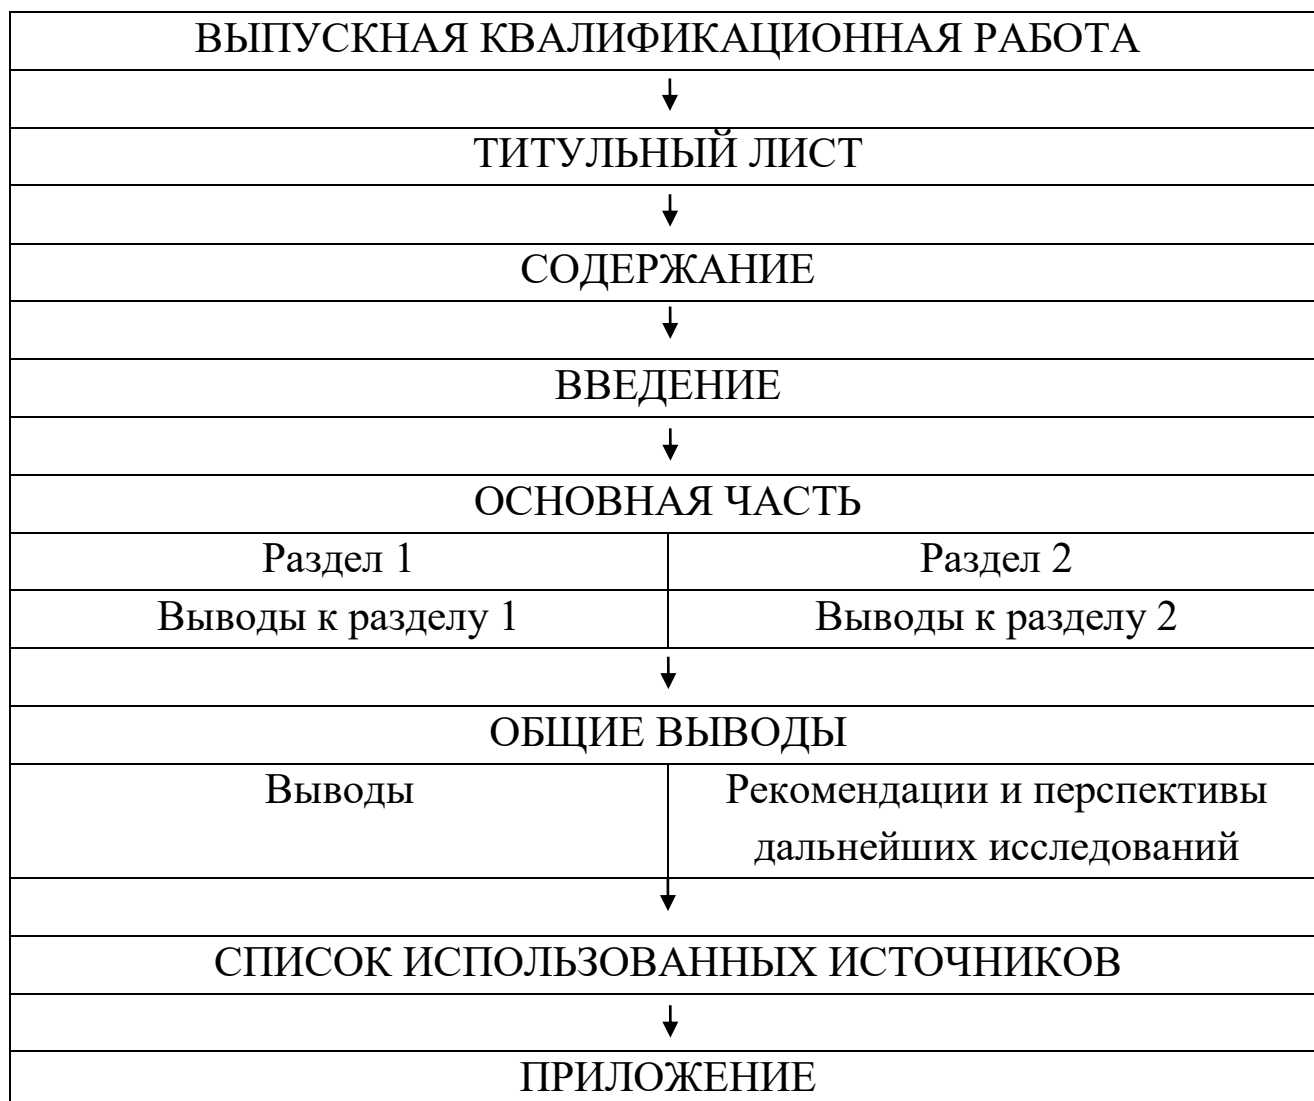 ВЫПУСКНАЯ КВАЛИФИКАЦИОННАЯ РАБОТА
↓
ТИТУЛЬНЫЙ ЛИСТ
↓
СОДЕРЖАНИЕ
↓
ВВЕДЕНИЕ
↓
ОСНОВНАЯ ЧАСТЬ
Раздел 1 Раздел 2
Выводы к разделу 1 Выводы к разделу 2
↓
ОБЩИЕ ВЫВОДЫ
Выводы Рекомендации и перспективы
дальнейших исследований
↓
СПИСОК ИСПОЛЬЗОВАННЫХ ИСТОЧНИКОВ
↓
ПРИЛОЖЕНИЕ